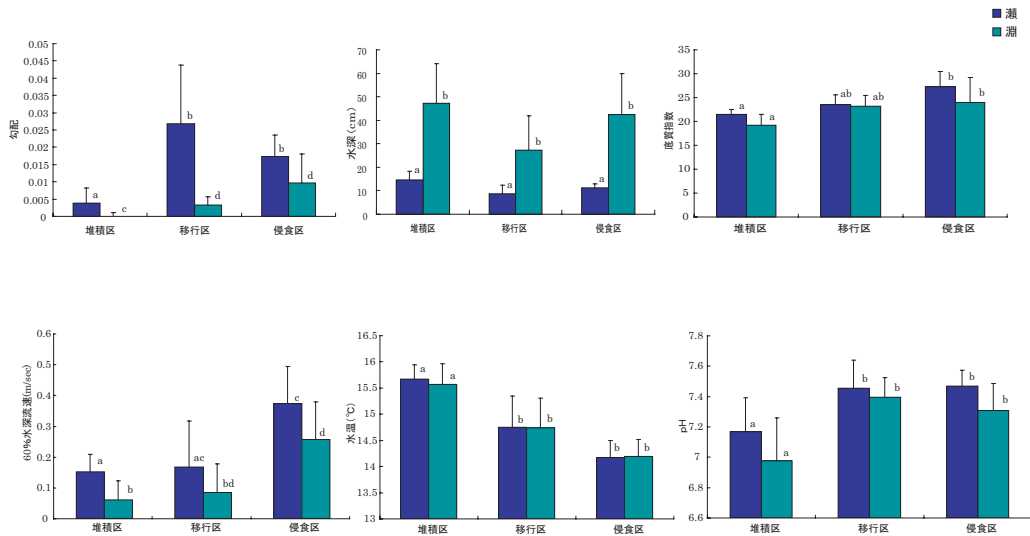 瀬
淵
0.05
0.045
0.04
0.035
0.03
0.025
0.02
0.015
0.01
0.005
0
勾配
a
c
b
d
b
d
堆積区
移行区
侵食区
70
60
50
40
30
20
10
0
水深(cm)
a
b
a
b
a
b
堆積区
移行区
侵食区
35
30
25
20
15
10
5
0
底質指数
a
a
ab
ab
b
b
堆積区
移行区
侵食区
0.6
0.5
0.4
0.3
0.2
0.1
0
60%水深流速(m/sec)
a
b
ac
bd
c
d
堆積区
移行区
侵食区
16.5
16
15.5
15
14.5
14
13.5
13
水温(℃)
a
a
b
b
b
b
堆積区
移行区
侵食区
7.8
7.6
7.4
7.2
7
6.8
6.6
pH
a
a
b
b
b
b
堆積区
移行区
侵食区